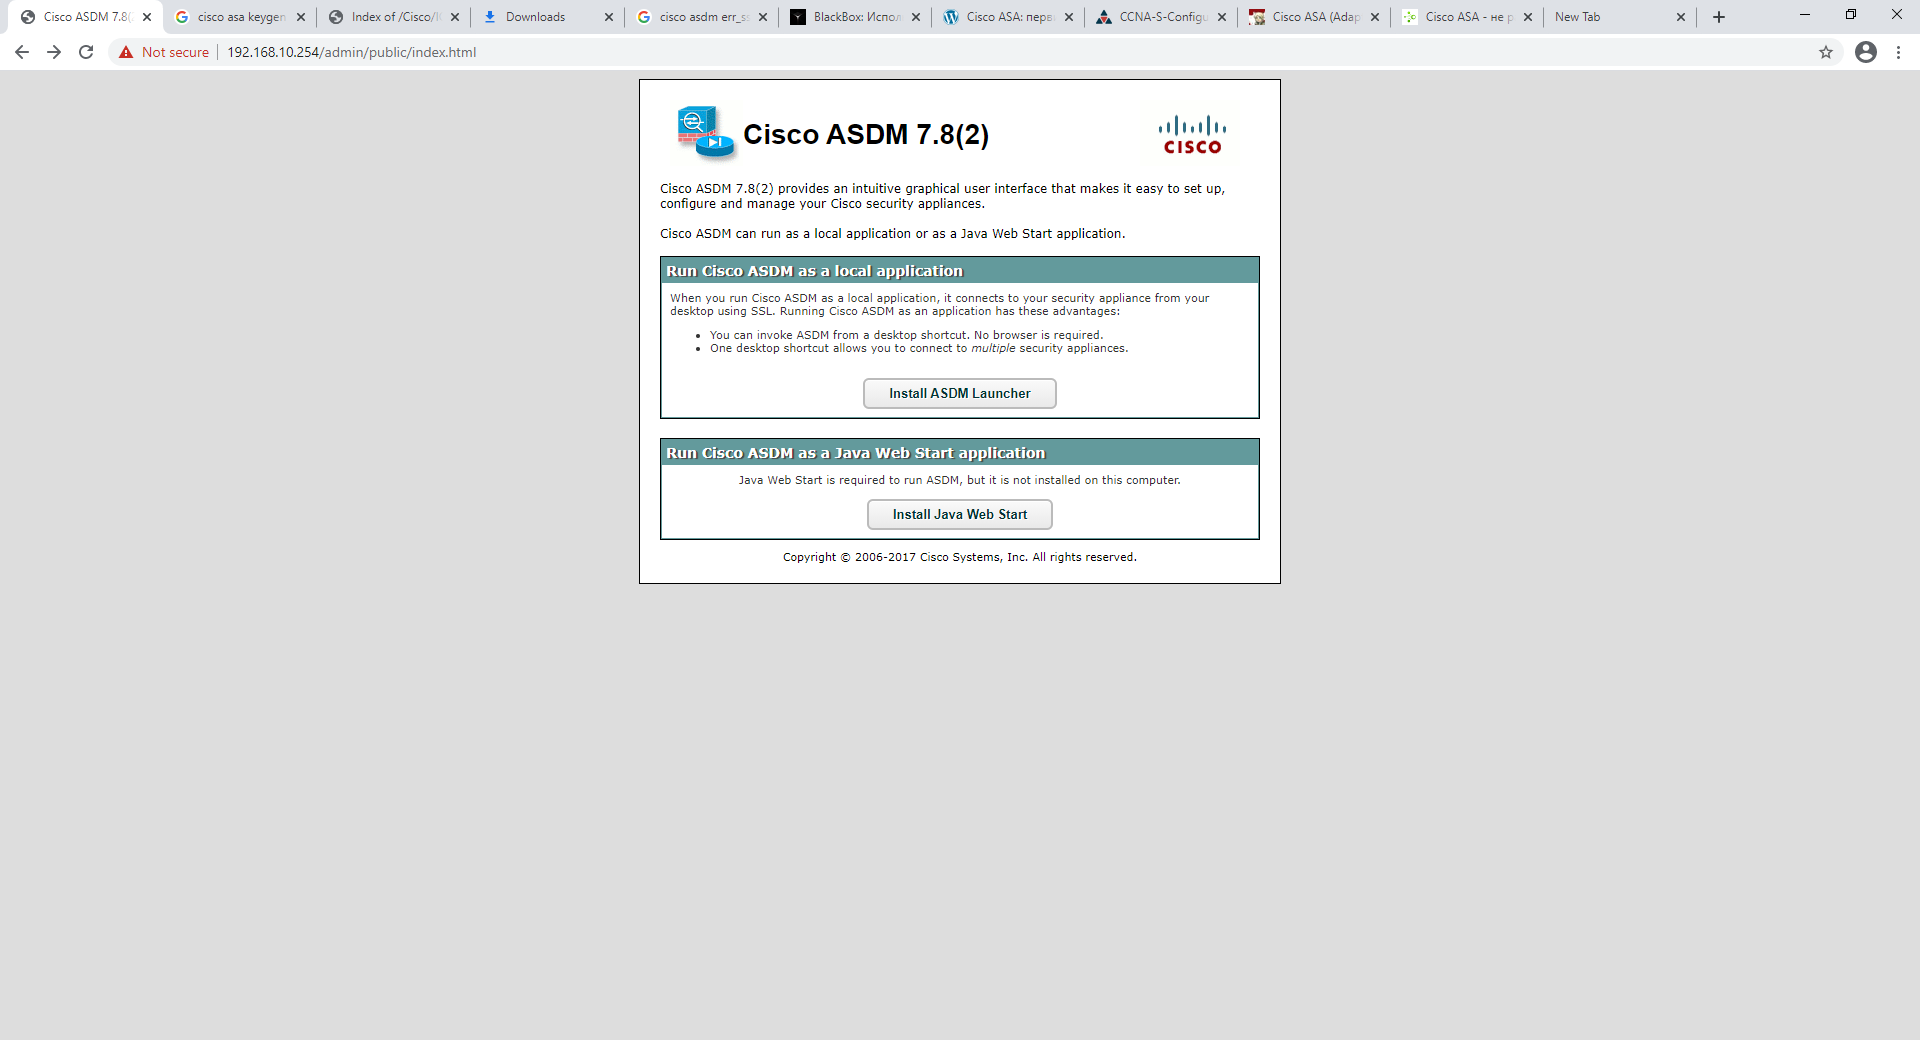 Cisco ASDM 7.8(
cisco asa keygen
Index of /Cisco/I
Downloads
cisco asdm err_s
BlackBox: Испол
Cisco ASA: перв
CCNA-S-Configu
Cisco ASA (Adap
Cisco ASA - не р
New Tab
Not secure
192.168.10.254/admin/public/index.html
Cisco ASDM 7.8(2)
CISCO
Cisco ASDM 7.8(2) provides an intuitive graphical user interface that makes it easy to set up,
configure and manage your Cisco security appliances.
Cisco ASDM can run as a local application or as a Java Web Start application.
Run Cisco ASDM as a local application
When you run Cisco ASDM as a local application, it connects to your security appliance from your
desktop using SSL. Running Cisco ASDM as an application has these advantages:
• You can invoke ASDM from a desktop shortcut. No browser is required.
• One desktop shortcut allows you to connect to multiple security appliances.
Install ASDM Launcher
Run Cisco ASDM as a Java Web Start application
Java Web Start is required to run ASDM, but it is not installed on this computer.
Install Java Web Start
Copyright © 2006-2017 Cisco Systems, Inc. All rights reserved.